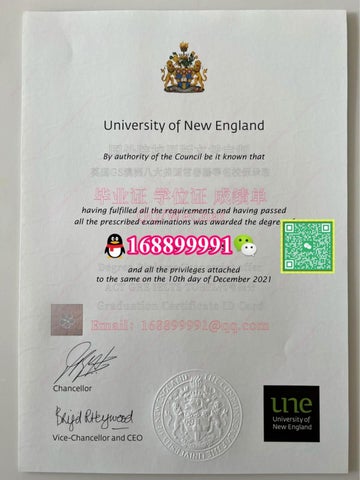 University of New England
By authority of the Council be it known that
毕业证 学位证 成绩单
having fulfilled all the requirements and having passed
all the prescribed examinations was awarded the degree of
168899991
and all the privileges attached
to the same on the 10th day of December 2021
Graduation Certificate ID Card
Email: 168899991@qq.com
Chancellor
Vice-Chancellor and CEO
une
University of
New England